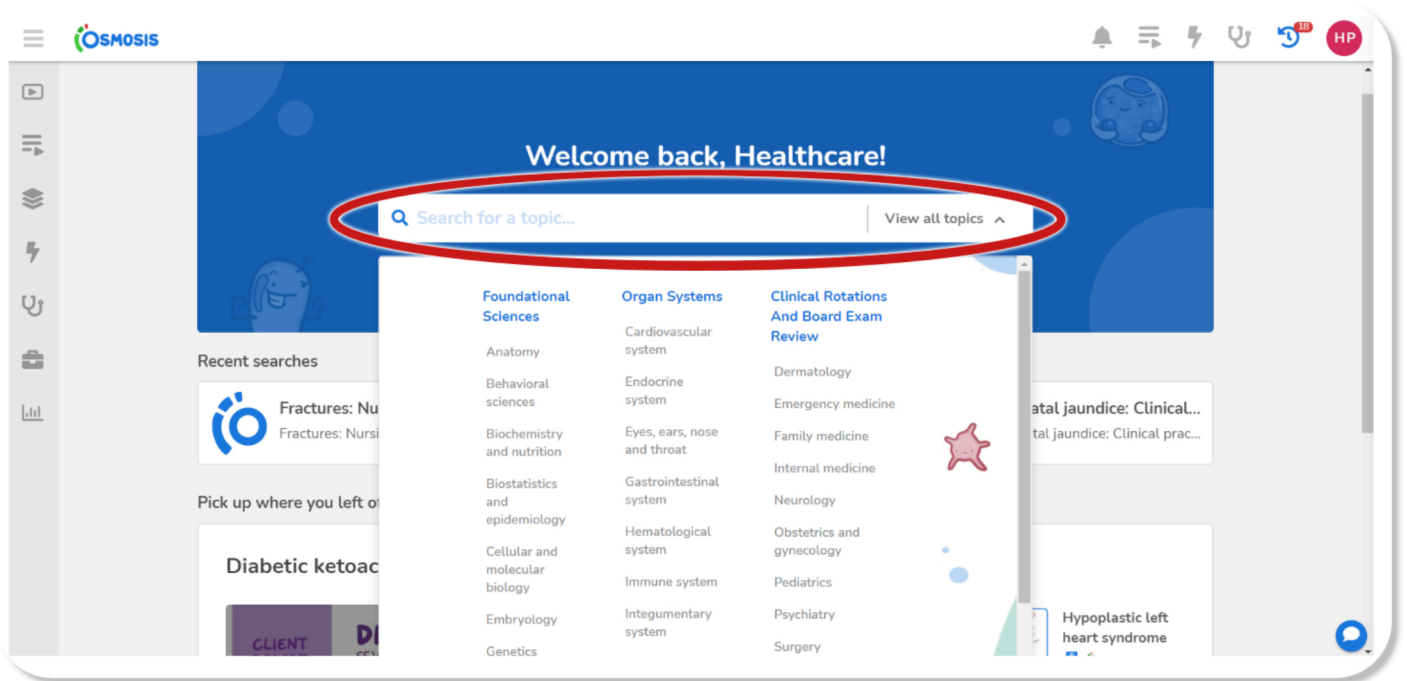 OSMOSIS
18
HP
Welcome back, Healthcare!
Search for a topic...
View all topics
Foundational
Sciences
Anatomy
Behavioral
sciences
Biochemistry
and nutrition
Biostatistics
and
epidemiology
Cellular and
molecular
biology
Embryology
Genetics
Organ Systems
Cardiovascular
system
Endocrine
system
Eyes, ears, nose
and throat
Gastrointestinal
system
Hematological
system
Immune system
Integumentary
system
Clinical Rotations
And Board Exam
Review
Dermatology
Emergency medicine
Family medicine
Internal medicine
Neurology
Obstetrics and
gynecology
Pediatrics
Psychiatry
Surgery
Recent searches
Fractures: Nu
Fractures: Nursi
atal jaundice: Clinical...
tal jaundice: Clinical prac...
Pick up where you left o
Diabetic ketoac
CLIENT
DI
Hypoplastic left
heart syndrome